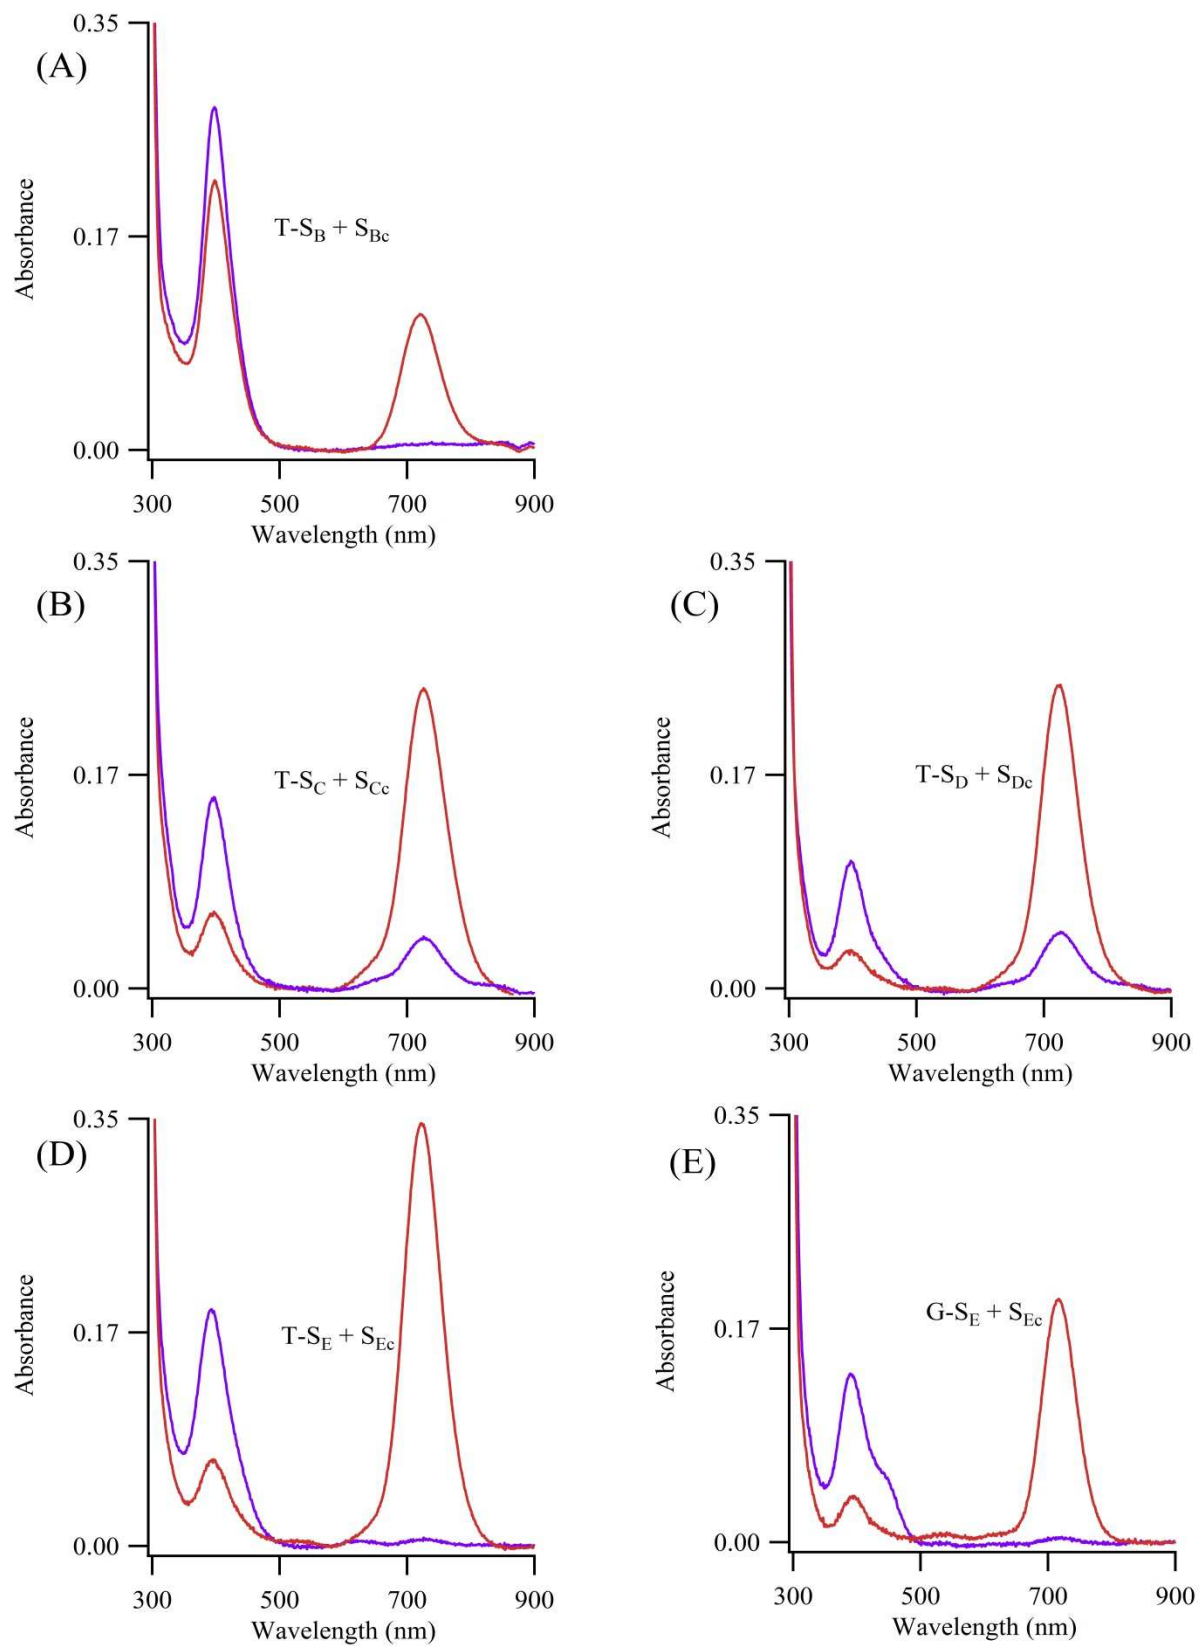 (A)
0.35
0.17
0.00
Absorbance
T-S_B + S_Bc
300 500 700 900
Wavelength (nm)
(B)
0.35
0.17
0.00
Absorbance
T-S_C + S_Cc
300 500 700 900
Wavelength (nm)
(C)
0.35
0.17
0.00
Absorbance
T-S_D + S_Dc
300 500 700 900
Wavelength (nm)
(D)
0.35
0.17
0.00
Absorbance
T-S_E + S_Ec
300 500 700 900
Wavelength (nm)
(E)
0.35
0.17
0.00
Absorbance
G-S_E + S_Ec
300 500 700 900
Wavelength (nm)